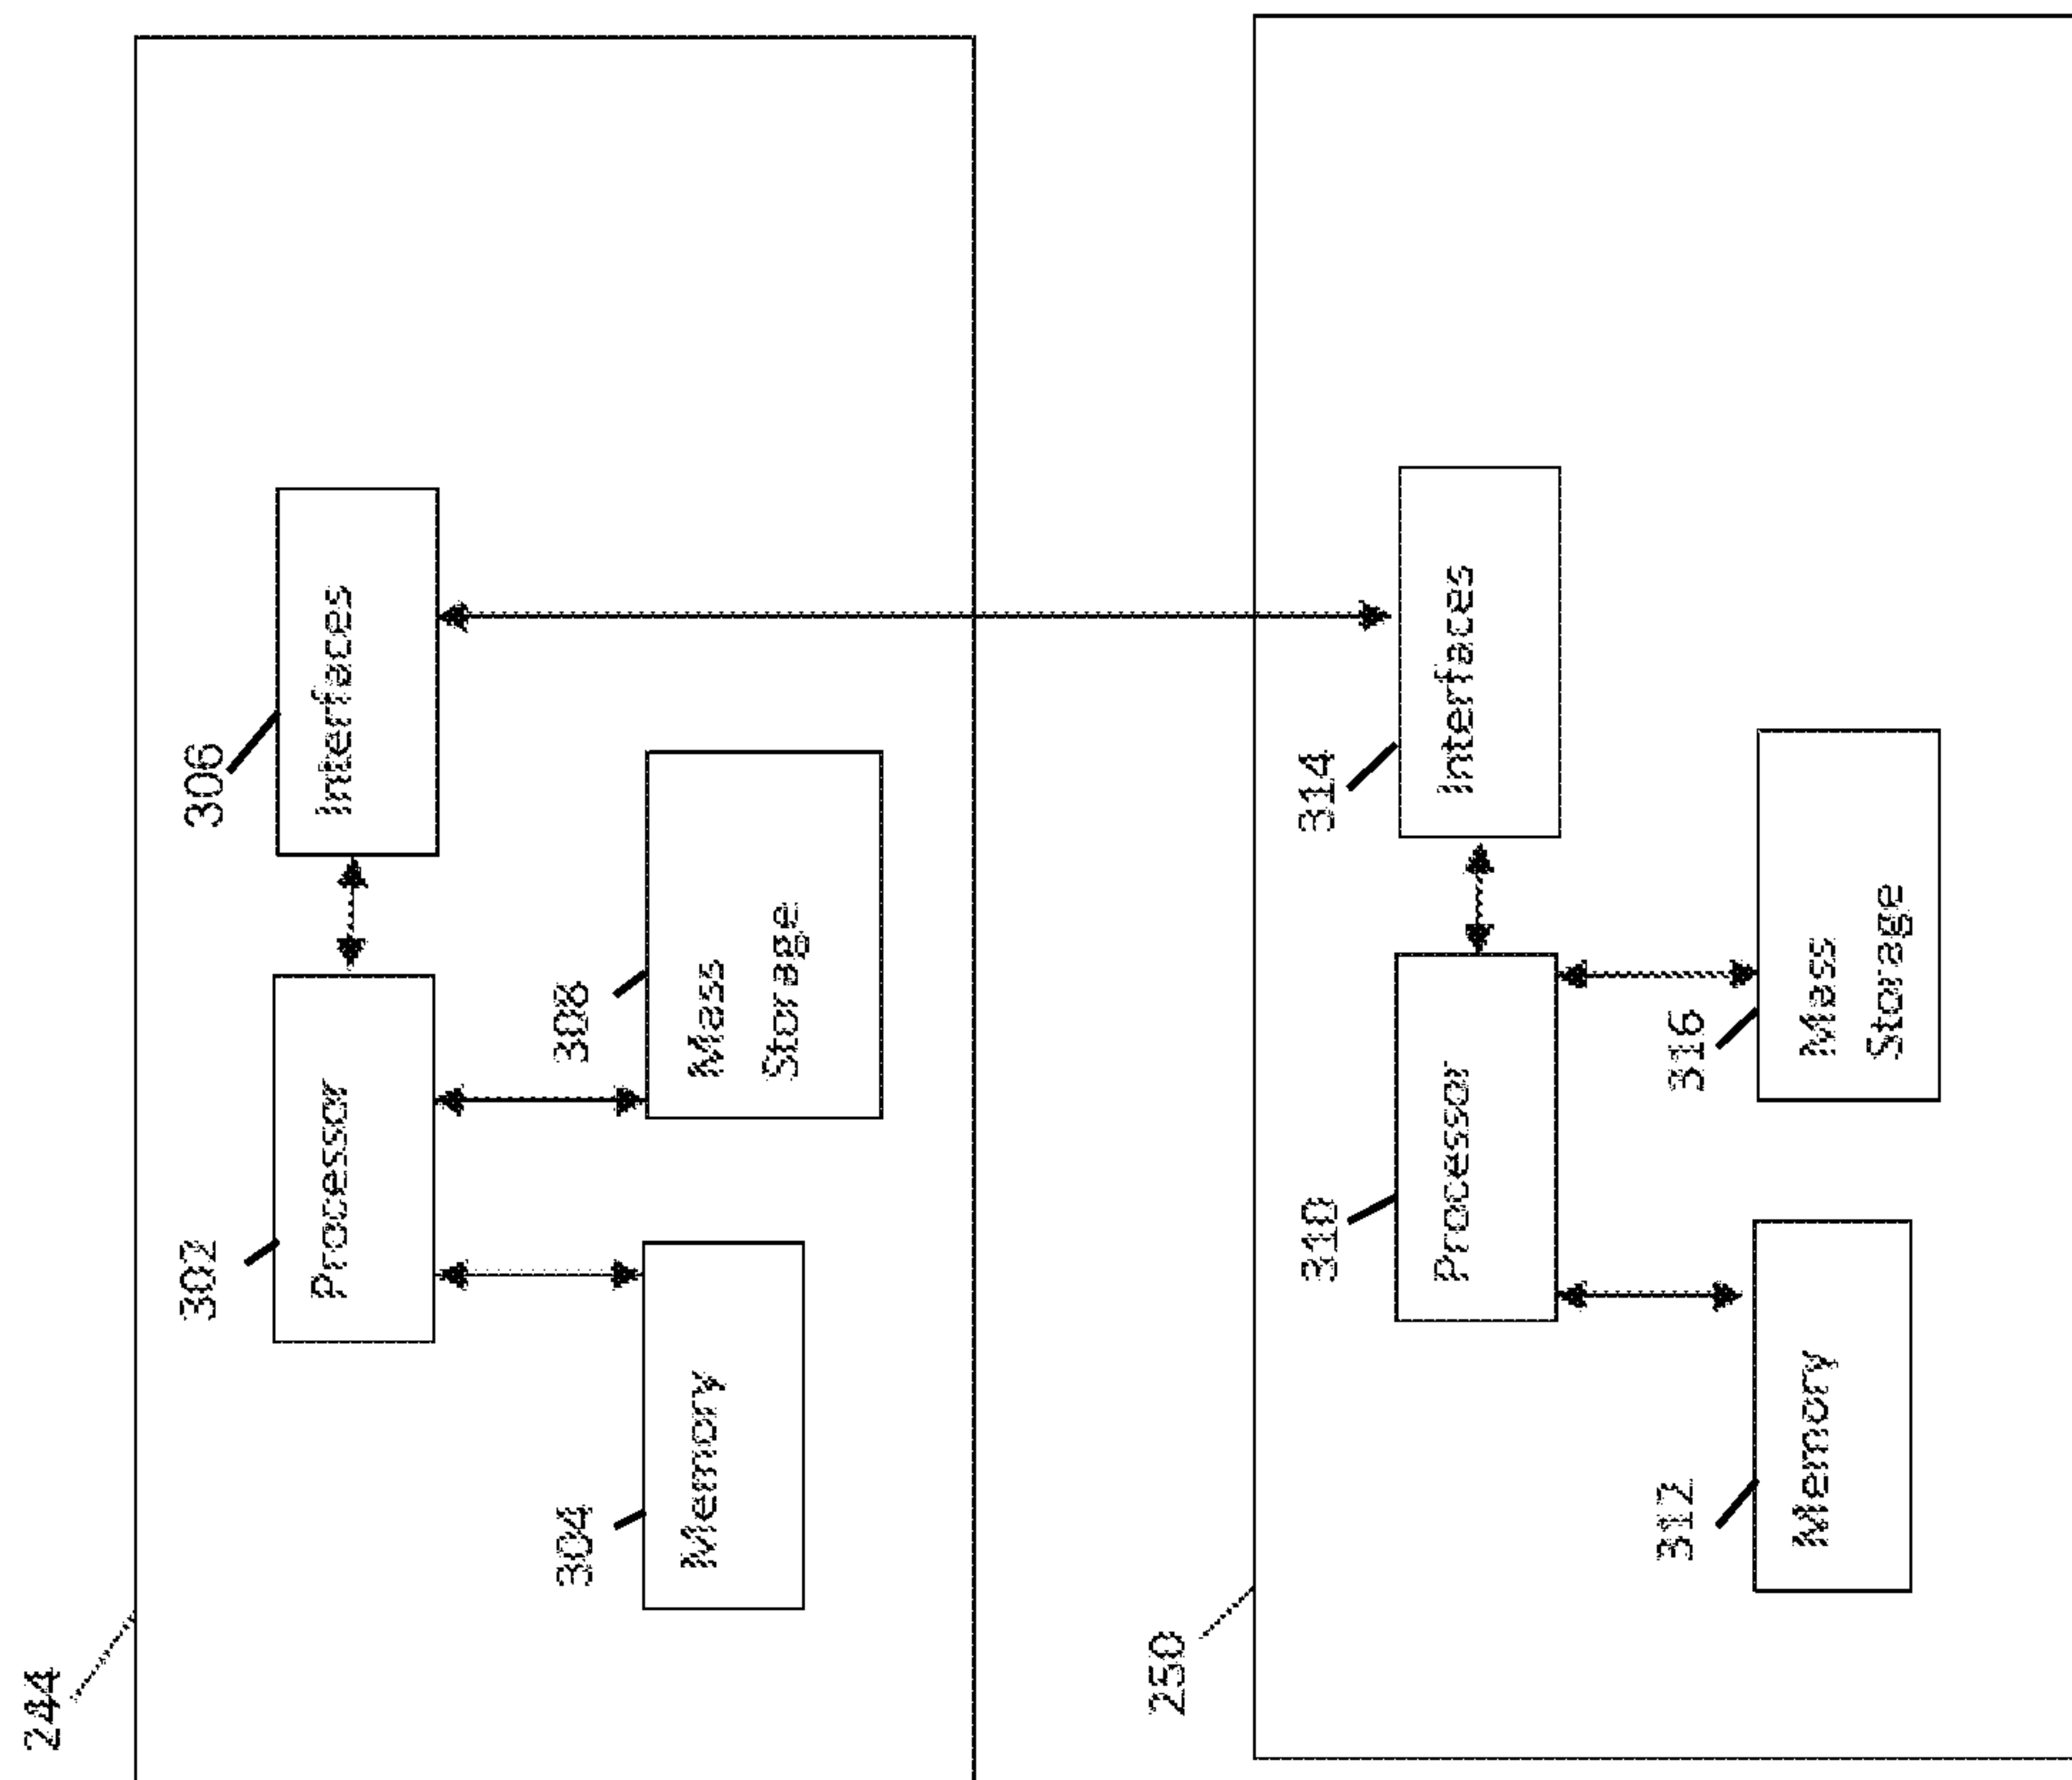 244
302
Processor
306
Interfaces
304
Memory
308
Mass
Storage
250
310
Processor
314
Interfaces
312
Memory
316
Mass
Storage